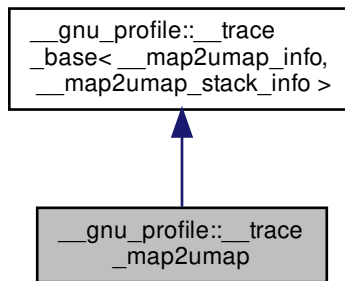 __gnu_profile::__trace
_base< __map2umap_info,
__map2umap_stack_info >
__gnu_profile::__trace
_map2umap